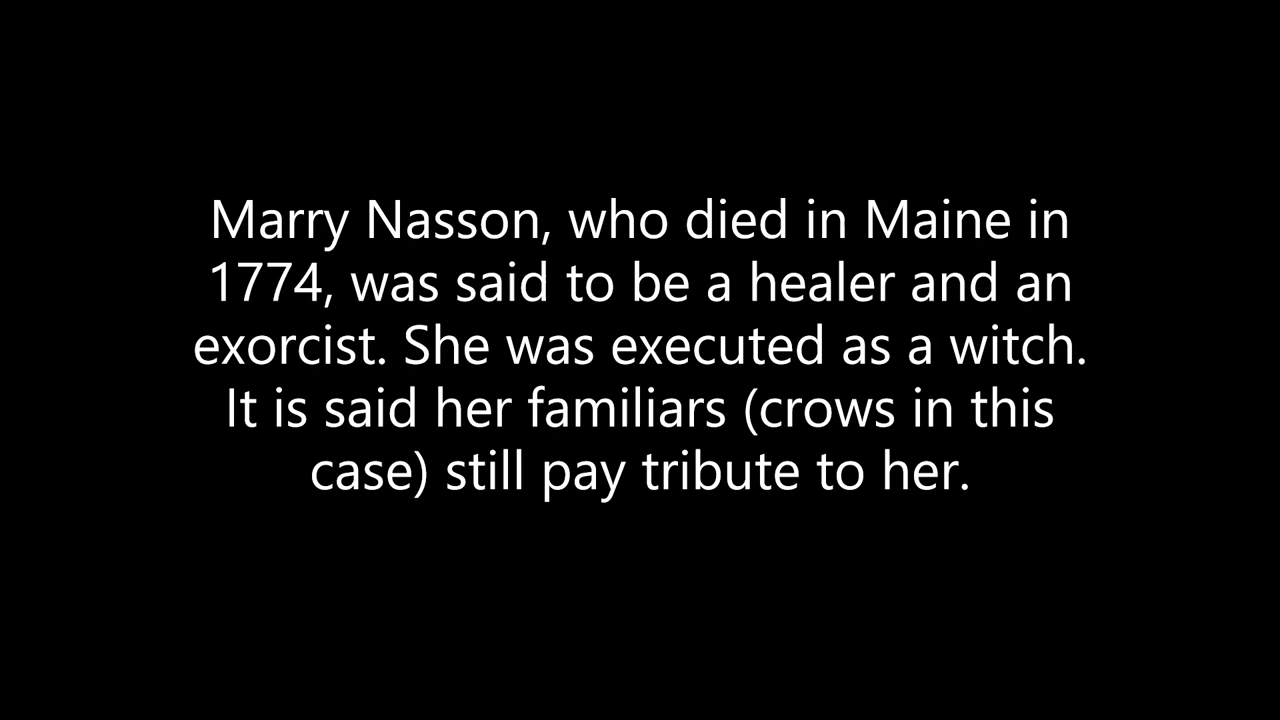 Marry Nasson, who died in Maine in
1774, was said to be a healer and an
exorcist. She was executed as a witch.
It is said her familiars (crows in this
case) still pay tribute to her.